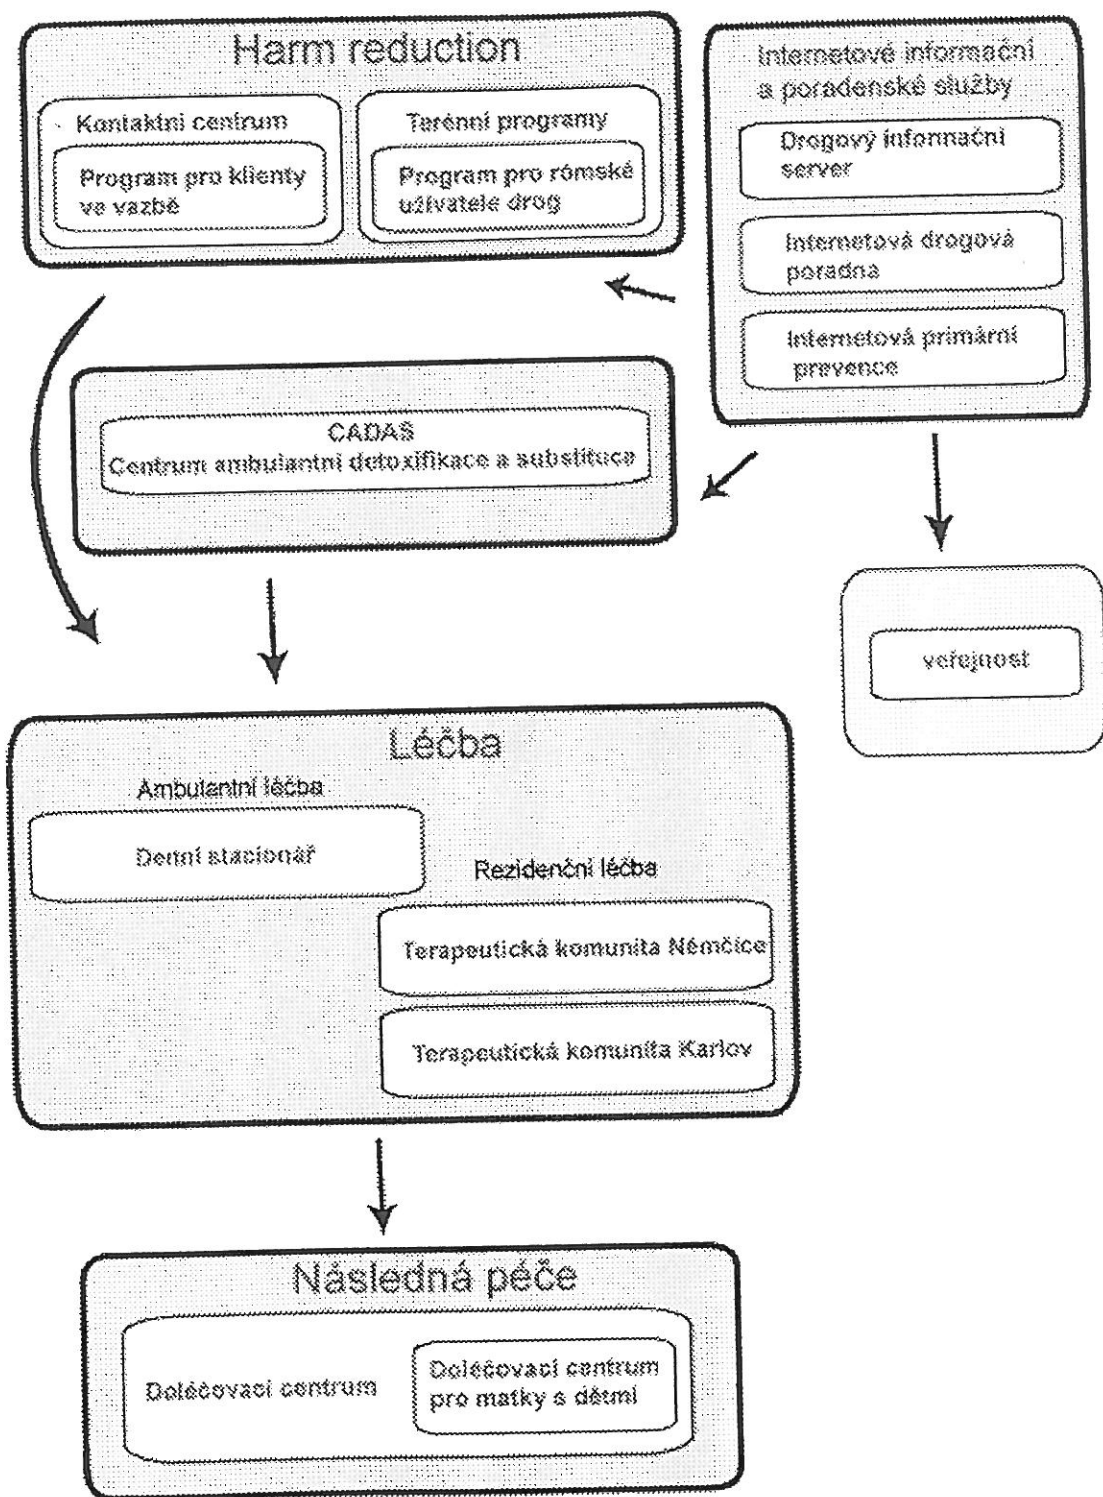 Harm reduction
Kontaktní centrum
Program pro klienty
ve vazbě
Terénní programy
Program pro rómské
uživatele drog
Internetové informační
a poradenské služby
Drogový informační
server
Internetová drogová
poradna
Internetová primární
prevence
CADAS
Centrum ambulantní detoxifikace a substituce
veřejnost
Léčba
Ambulantní léčba
Denní stacionář
Rezidenční léčba
Terapeutická komunita Němčice
Terapeutická komunita Karlov
Následná péče
Doléčovací centrum
Doléčovací centrum
pro matky s dětmi